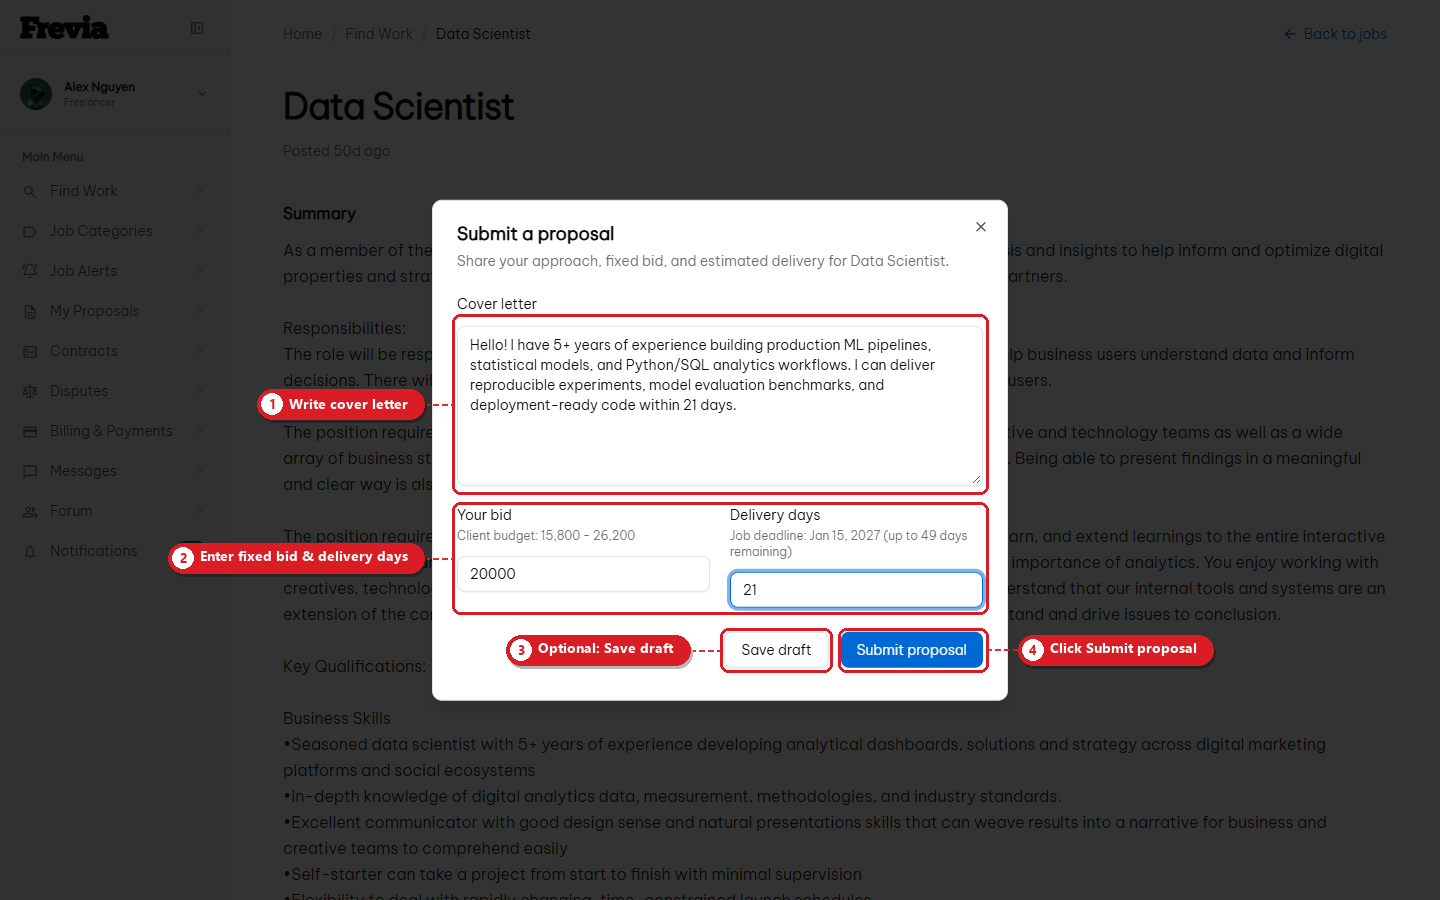 Frevia
Home / Find Work / Data Scientist
Back to jobs
Alex Nguyen
Freelancer
Main Menu
Find Work
Job Categories
Job Alerts
My Proposals
Contracts
Disputes
Billing & Payments
Messages
Forum
Notifications
Data Scientist
Posted 50d ago
Summary
As a member of the
sis and insights to help inform and optimize digital
properties and stra
artners.
Responsibilities:
The role will be resp
lp business users understand data and inform
decisions. There wil
users.
The position require
tive and technology teams as well as a wide
array of business st
. Being able to present findings in a meaningful
and clear way is als
The position require
arn, and extend learnings to the entire interactive
importance of analytics. You enjoy working with
creatives, technolo
erstand that our internal tools and systems are an
extension of the cor
tand and drive issues to conclusion.
Key Qualifications:
Business Skills
•Seasoned data scientist with 5+ years of experience developing analytical dashboards, solutions and strategy across digital marketing
platforms and social ecosystems
•In-depth knowledge of digital analytics data, measurement, methodologies, and industry standards.
•Excellent communicator with good design sense and natural presentations skills that can weave results into a narrative for business and
creative teams to comprehend easily
•Self-starter can take a project from start to finish with minimal supervision
•Flexibility to deal with rapidly changing, time-constrained launch schedules
Submit a proposal
Share your approach, fixed bid, and estimated delivery for Data Scientist.
Cover letter
Hello! I have 5+ years of experience building production ML pipelines,
statistical models, and Python/SQL analytics workflows. I can deliver
reproducible experiments, model evaluation benchmarks, and
deployment-ready code within 21 days.
Your bid
Client budget: 15,800 - 26,200
20000
Delivery days
Job deadline: Jan 15, 2027 (up to 49 days
remaining)
21
Save draft
Submit proposal
1 Write cover letter
2 Enter fixed bid & delivery days
3 Optional: Save draft
4 Click Submit proposal